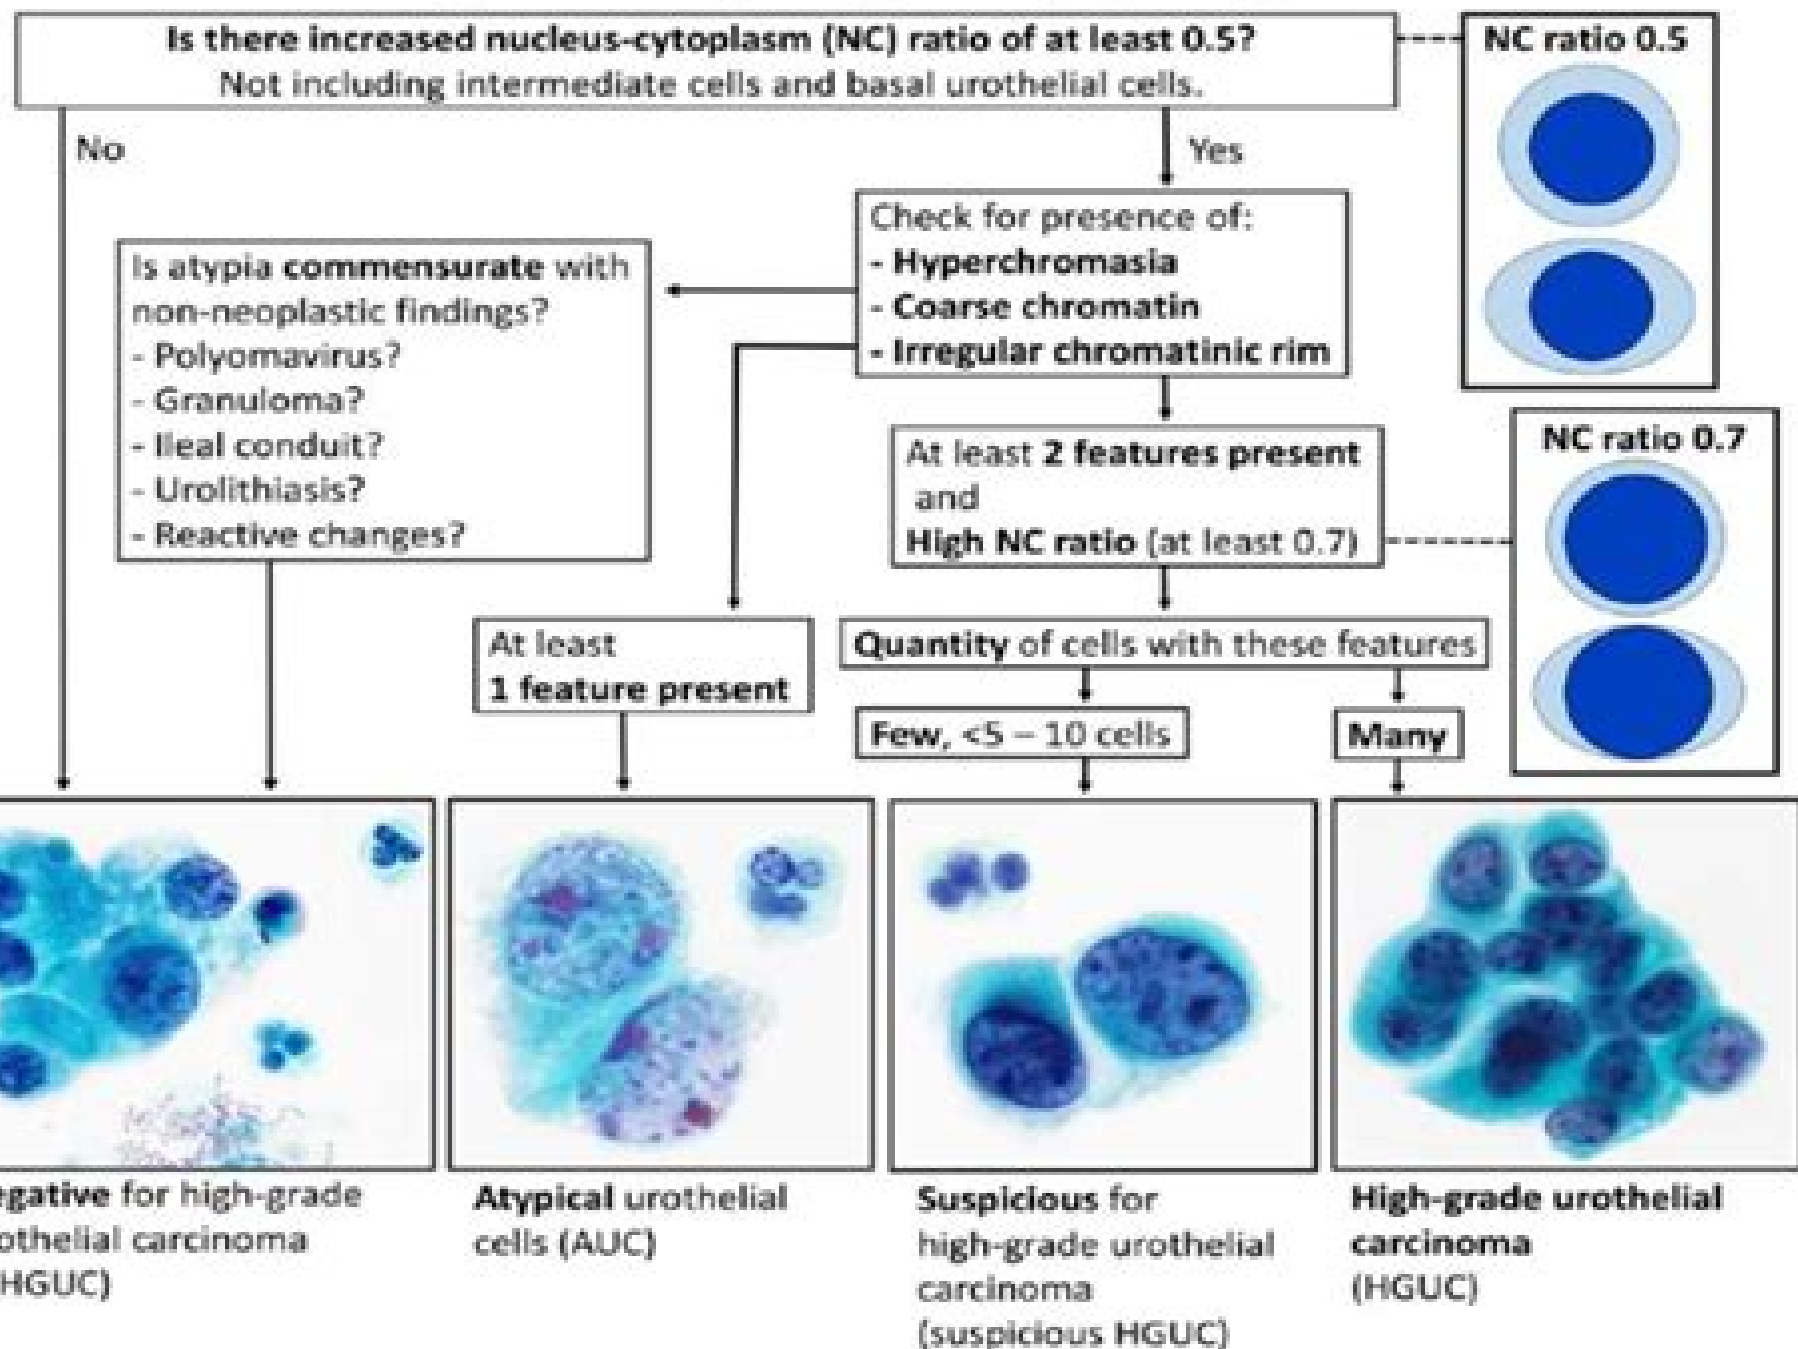 Is there increased nucleus-cytoplasm (NC) ratio of at least 0.5?
Not including intermediate cells and basal urothelial cells.
NC ratio 0.5
No
Yes
Check for presence of:
- Hyperchromasia
- Coarse chromatin
- Irregular chromatinic rim
Is atypia commensurate with
non-neoplastic findings?
- Polyomavirus?
- Granuloma?
- Ileal conduit?
- Urolithiasis?
- Reactive changes?
At least 2 features present
and
High NC ratio (at least 0.7)
NC ratio 0.7
At least
1 feature present
Quantity of cells with these features
Few, <5 – 10 cells
Many
egative for high-grade
othelial carcinoma
HGUC)
Atypical urothelial
cells (AUC)
Suspicious for
high-grade urothelial
carcinoma
(suspicious HGUC)
High-grade urothelial
carcinoma
(HGUC)